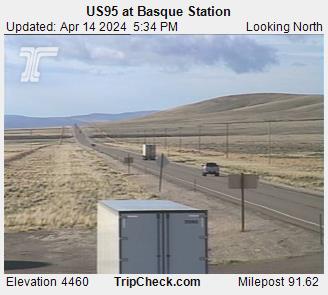 US95 at Basque Station
Updated: Apr 14 2024 5:34 PM Looking North
Elevation 4460 TripCheck.com Milepost 91.62